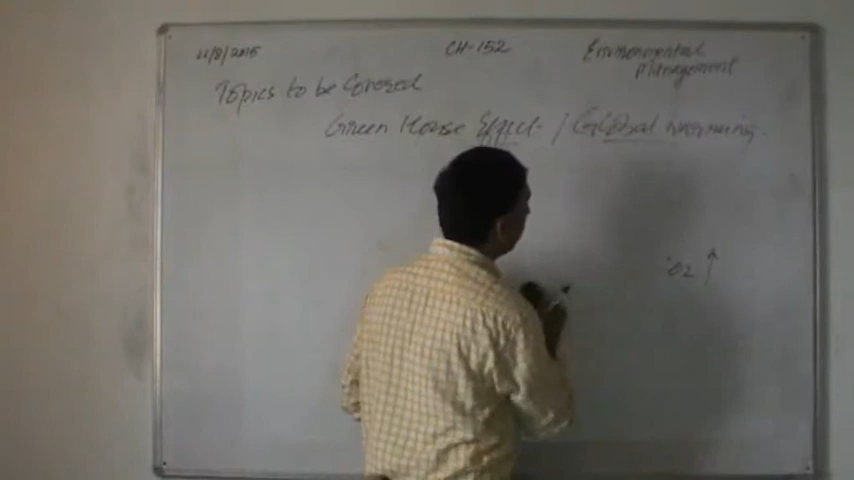 11/8/2015 CH-152 Environmental
Management
Topics to be Covered
Green House Effect / Global warming.
O2 ↑